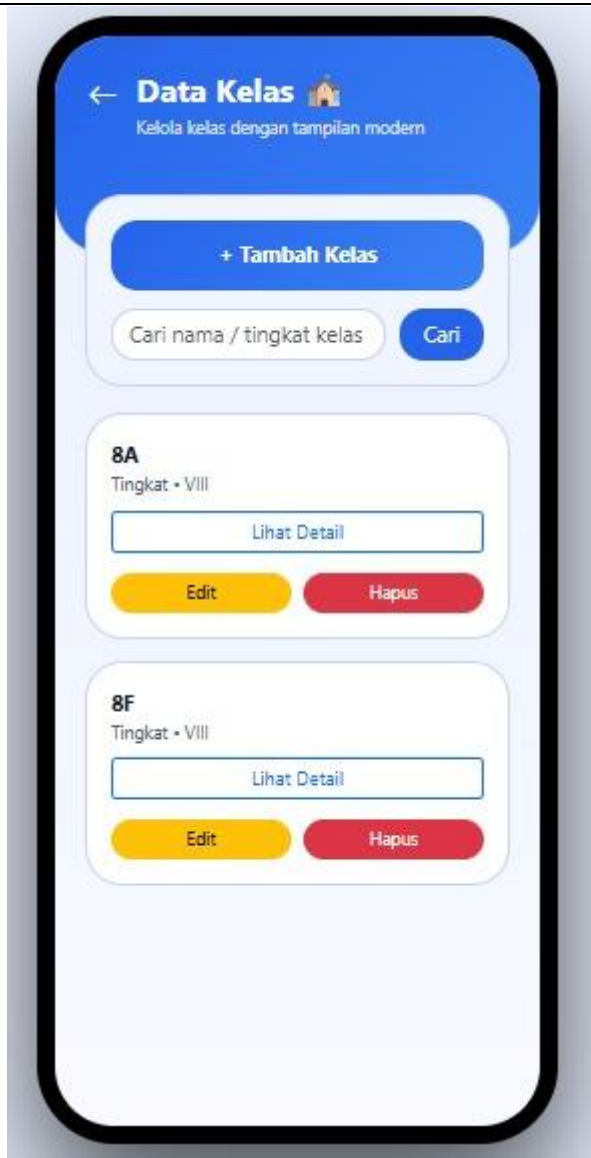 ← Data Kelas
Kelola kelas dengan tampilan modern
+ Tambah Kelas
Cari nama / tingkat kelas
Cari
8A
Tingkat • VIII
Lihat Detail
Edit
Hapus
8F
Tingkat • VIII
Lihat Detail
Edit
Hapus